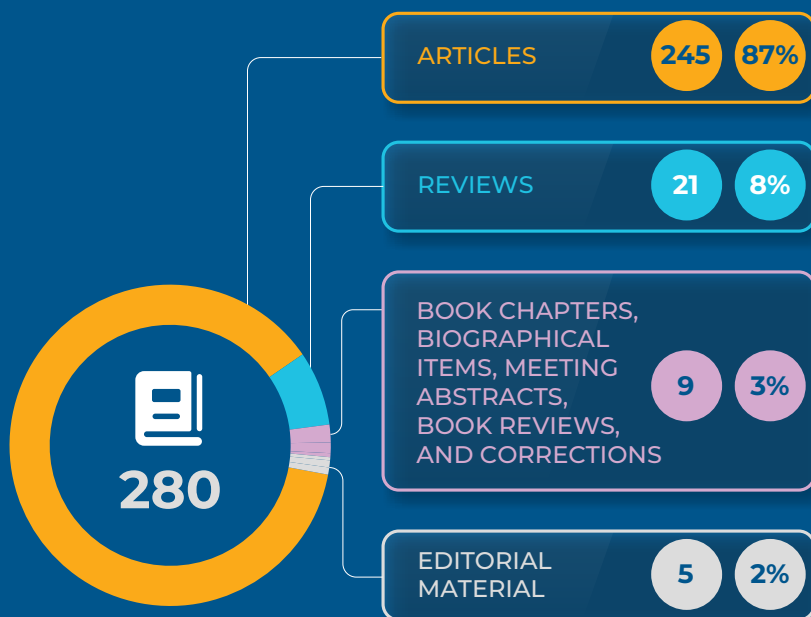 ARTICLES 245 87%
REVIEWS 21 8%
BOOK CHAPTERS,
BIOGRAPHICAL
ITEMS, MEETING
ABSTRACTS,
BOOK REVIEWS,
AND CORRECTIONS
9 3%
280
EDITORIAL
MATERIAL
5 2%